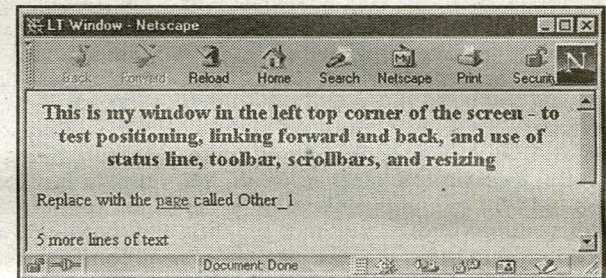 LT Window - Netscape
Back Forward Reload Home Search Netscape Print Security
N
This is my window in the left top corner of the screen - to
test positioning, linking forward and back, and use of
status line, toolbar, scrollbars, and resizing
Replace with the page called Other_1
5 more lines of text
Document: Done